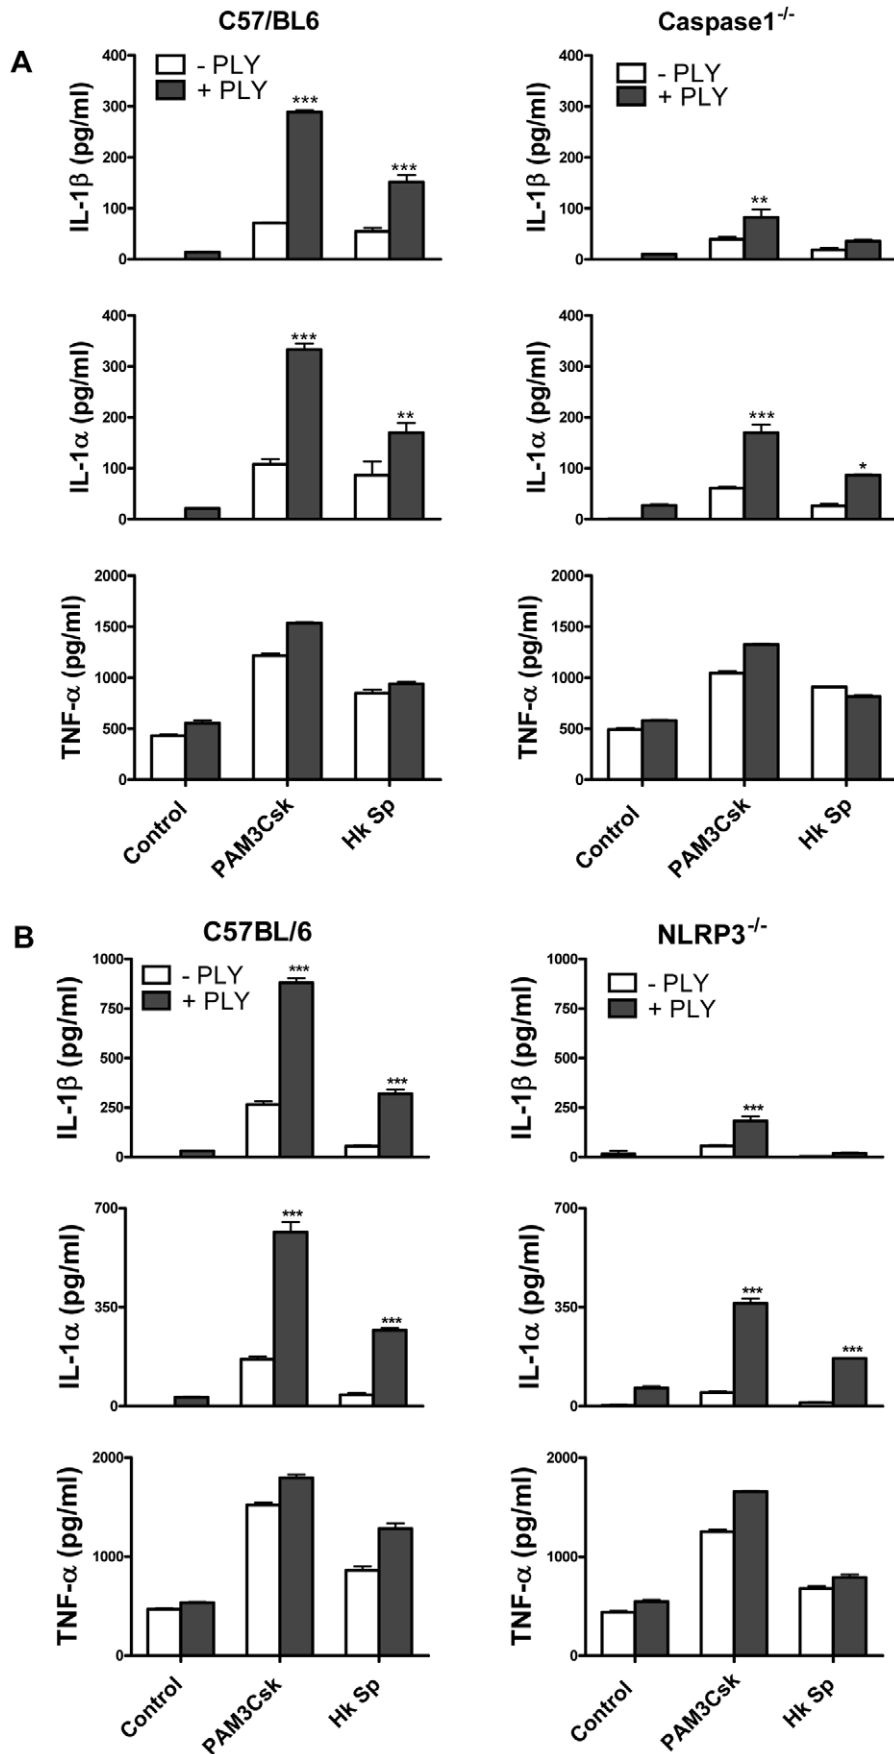 C57/BL6
Caspase1-/-
A
400
300
200
100
0
IL-1β (pg/ml)
- PLY
+ PLY
***
***
400
300
200
100
0
IL-1β (pg/ml)
- PLY
+ PLY
**
400
300
200
100
0
IL-1α (pg/ml)
***
**
400
300
200
100
0
IL-1α (pg/ml)
***
*
2000
1500
1000
500
0
TNF-α (pg/ml)
Control
PAM3Csk
Hk Sp
2000
1500
1000
500
0
TNF-α (pg/ml)
Control
PAM3Csk
Hk Sp
B
C57BL/6
NLRP3-/-
1000
750
500
250
0
IL-1β (pg/ml)
- PLY
+ PLY
***
***
1000
750
500
250
0
IL-1β (pg/ml)
- PLY
+ PLY
***
700
350
0
IL-1α (pg/ml)
***
***
700
350
0
IL-1α (pg/ml)
***
***
2000
1000
0
TNF-α (pg/ml)
Control
PAM3Csk
Hk Sp
2000
1000
0
TNF-α (pg/ml)
Control
PAM3Csk
Hk Sp